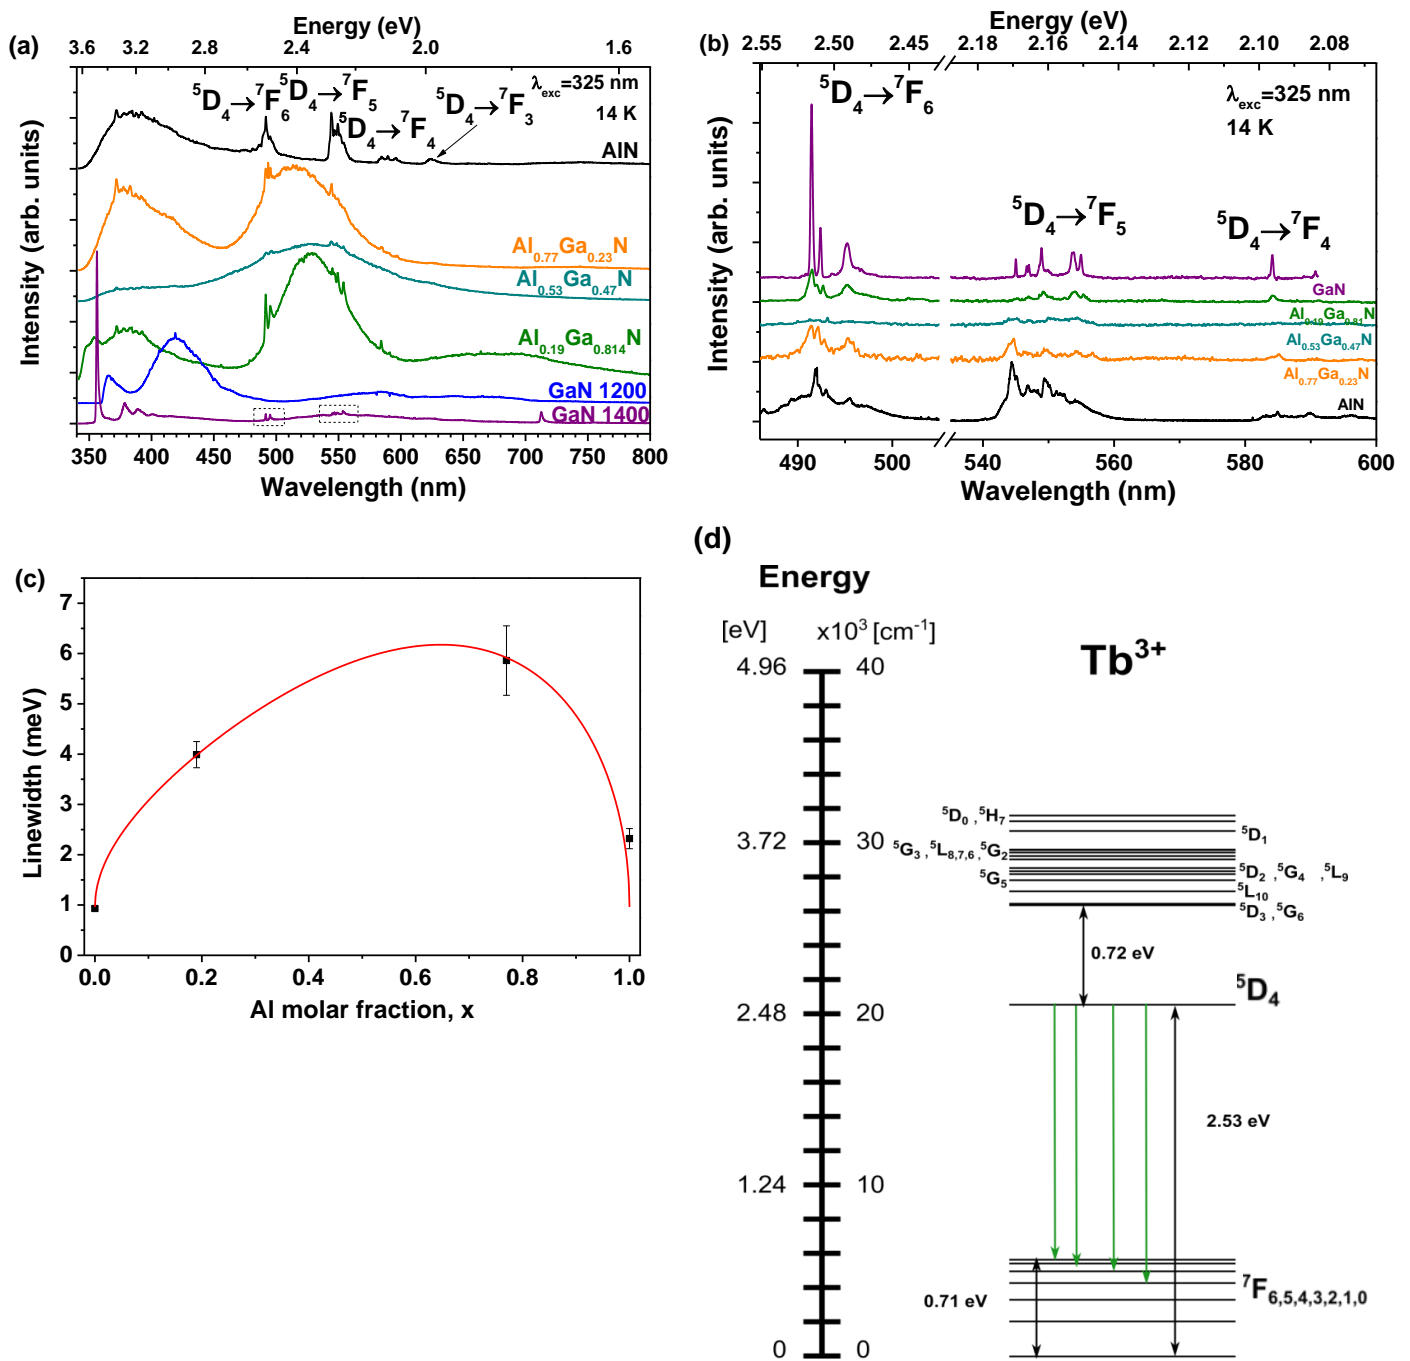 (a)
Energy (eV)
3.6 3.2 2.8 2.4 2.0 1.6
⁵D₄→⁷F₆ ⁵D₄→⁷F₅
⁵D₄→⁷F₄
⁵D₄→⁷F₃
λexc=325 nm
14 K
AlN
Al0.77Ga0.23N
Al0.53Ga0.47N
Al0.19Ga0.814N
GaN 1200
GaN 1400
Intensity (arb. units)
350 400 450 500 550 600 650 700 750 800
Wavelength (nm)
(b)
Energy (eV)
2.55 2.50 2.45 2.18 2.16 2.14 2.12 2.10 2.08
⁵D₄→⁷F₆
λexc=325 nm
14 K
⁵D₄→⁷F₅
⁵D₄→⁷F₄
GaN
Al0.19Ga0.81N
Al0.53Ga0.47N
Al0.77Ga0.23N
AlN
Intensity (arb. units)
490 500 540 560 580 600
Wavelength (nm)
(c)
Linewidth (meV)
7
6
5
4
3
2
1
0
0.0 0.2 0.4 0.6 0.8 1.0
Al molar fraction, x
(d)
Energy
[eV] x10³ [cm⁻¹]
Tb³⁺
4.96 40
3.72 30
2.48 20
1.24 10
0 0
⁵D₀ ,⁵H₇
⁵D₁
⁵G₃ ,⁵L₈,₇,₆ ,⁵G₂
⁵D₂ ,⁵G₄ ,⁵L₉
⁵G₅
⁵L₁₀
⁵D₃ ,⁵G₆
0.72 eV
⁵D₄
2.53 eV
0.71 eV
⁷F₆,₅,₄,₃,₂,₁,₀